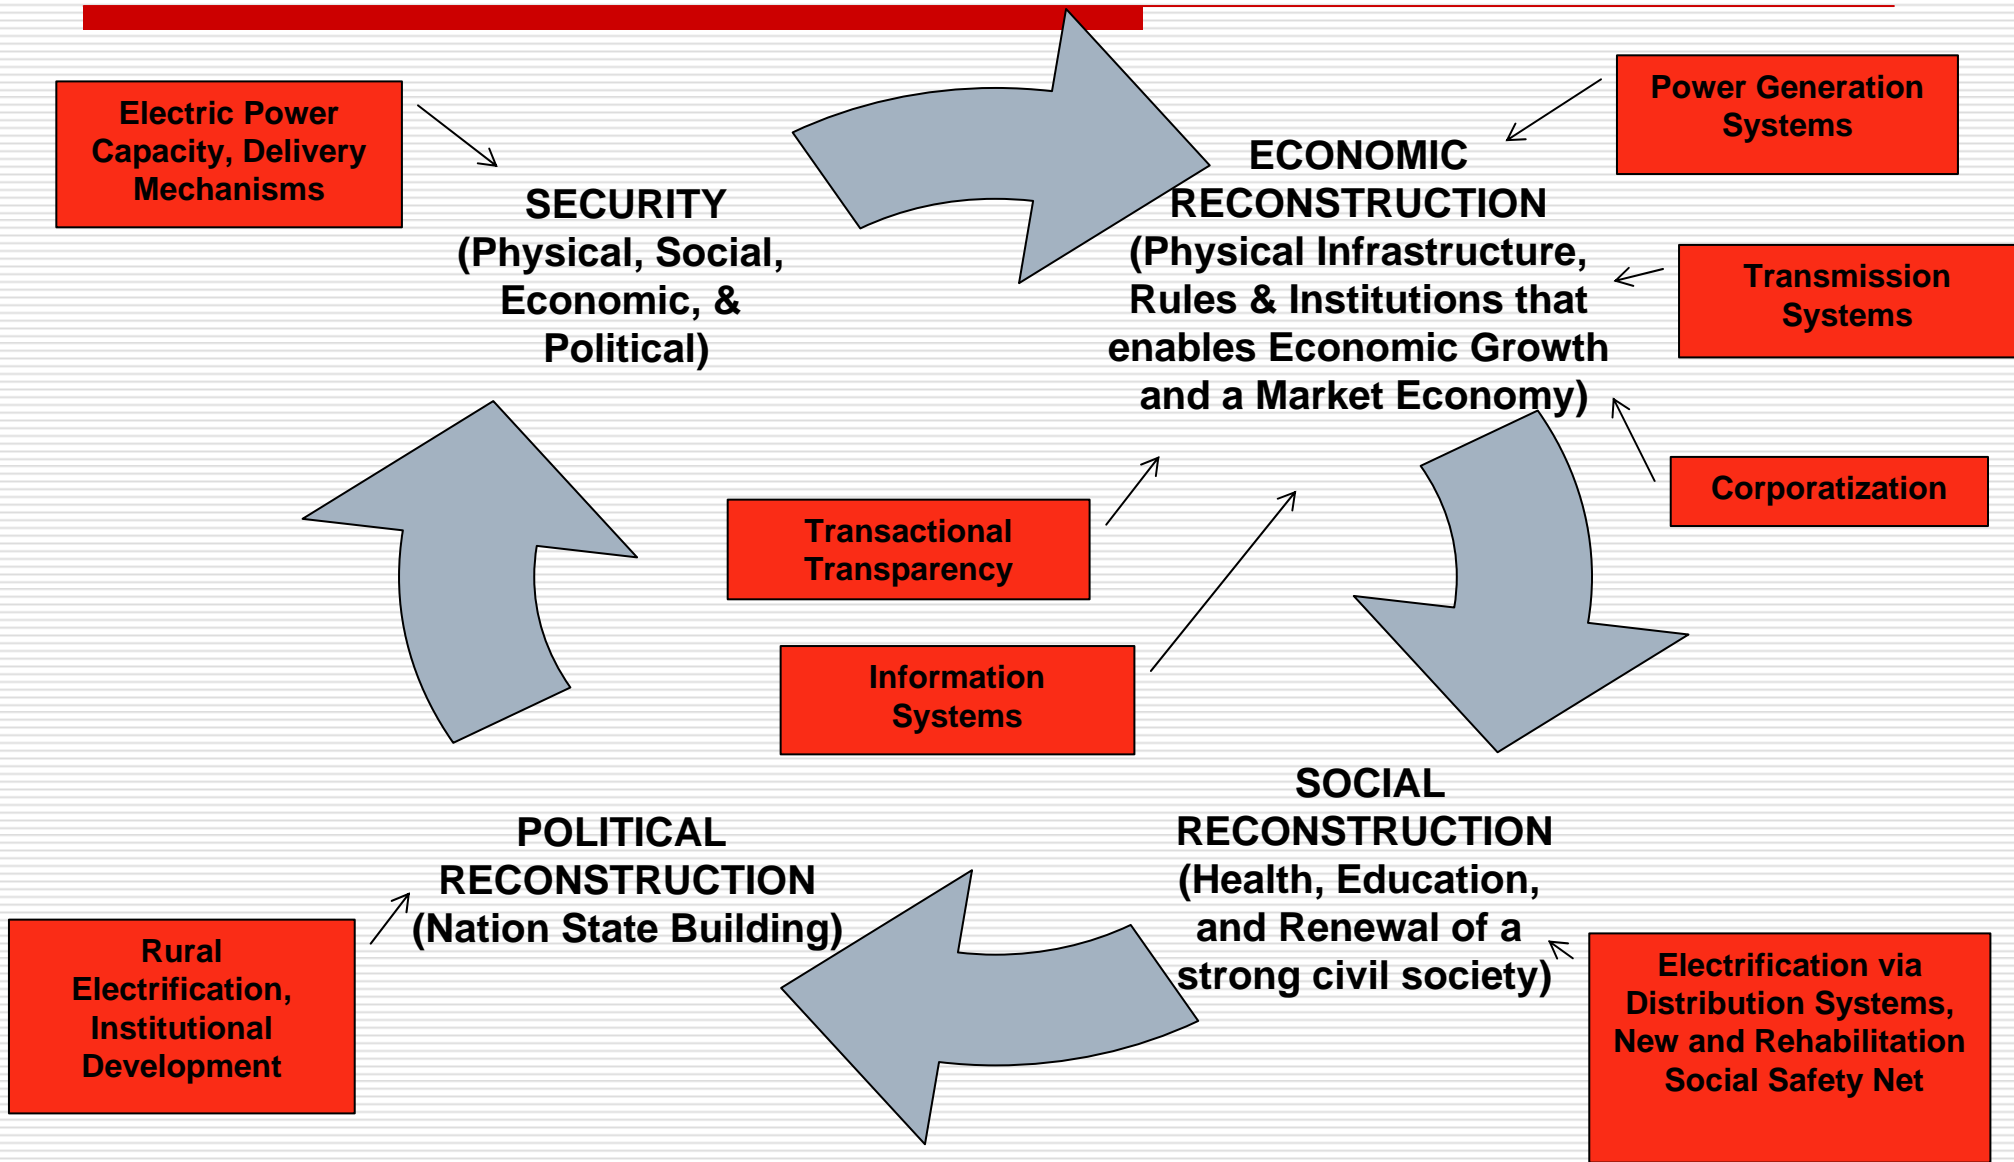 Electric Power
Capacity, Delivery
Mechanisms
SECURITY
(Physical, Social,
Economic, &
Political)
ECONOMIC
RECONSTRUCTION
(Physical Infrastructure,
Rules & Institutions that
enables Economic Growth
and a Market Economy)
Power Generation
Systems
Transmission
Systems
Corporatization
Transactional
Transparency
Information
Systems
SOCIAL
RECONSTRUCTION
(Health, Education,
and Renewal of a
strong civil society)
POLITICAL
RECONSTRUCTION
(Nation State Building)
Rural
Electrification,
Institutional
Development
Electrification via
Distribution Systems,
New and Rehabilitation
Social Safety Net